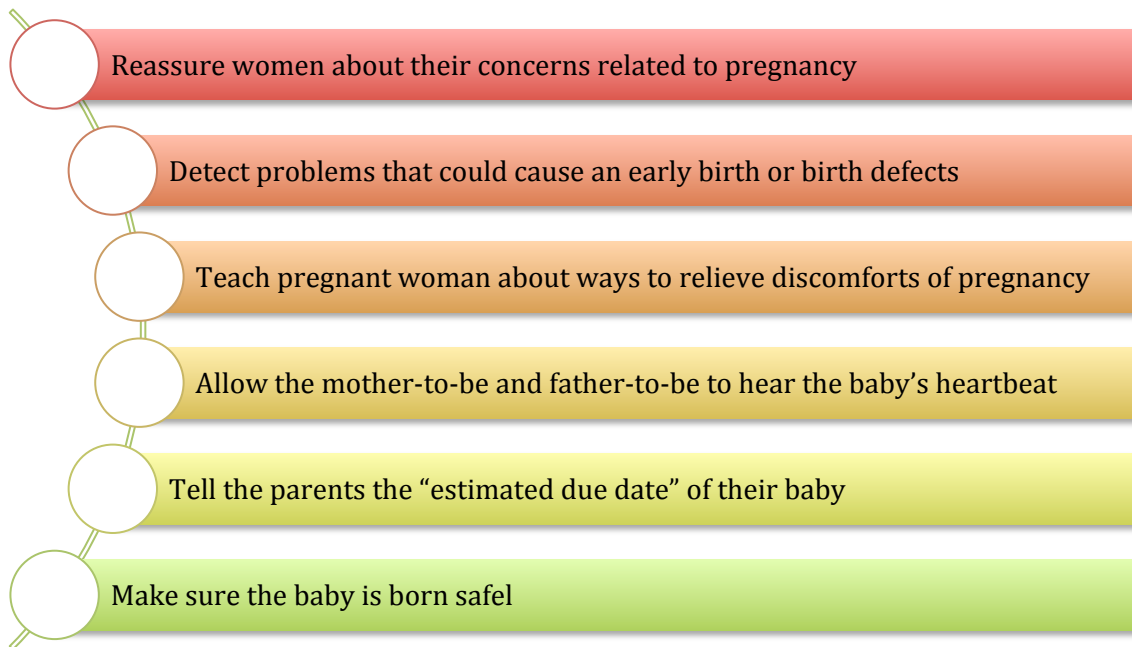 Reassure women about their concerns related to pregnancy
Detect problems that could cause an early birth or birth defects
Teach pregnant woman about ways to relieve discomforts of pregnancy
Allow the mother-to-be and father-to-be to hear the baby’s heartbeat
Tell the parents the “estimated due date” of their baby
Make sure the baby is born safel